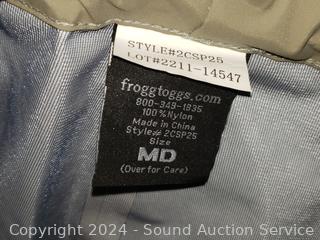 STYLE#2CSP25
LOT#2211-14547
froggtoggs.com
800-349-1835
100%Nylon
Made in China
Style# 2CSP25
Size
MD
(Over for Care)
Copyright 2024 - Sound Auction Service